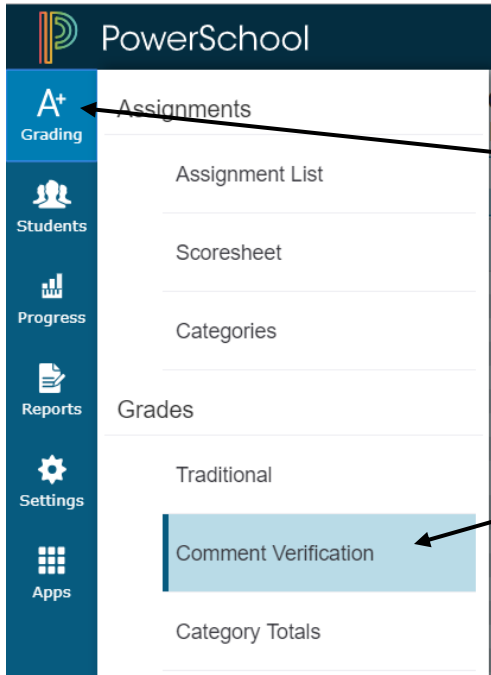 PowerSchool
A+
Grading
Students
Progress
Reports
Settings
Apps
Assignments
Assignment List
Scoresheet
Categories
Grades
Traditional
Comment Verification
Category Totals